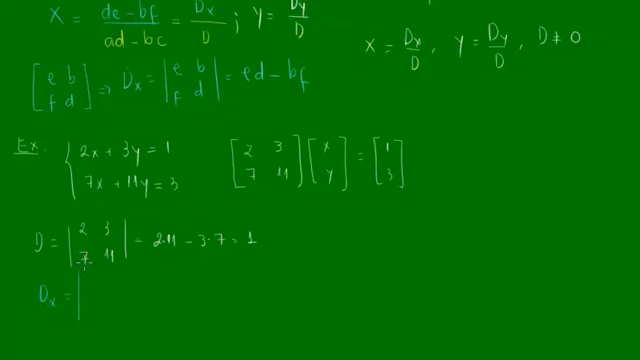 X = de - bf / ad - bc = Dx / D ; Y = Dy / D
X = Dx / D , Y = Dy / D , D ≠ 0
[e b f d] => Dx = |e b f d| = ed - bf
Ex: { 2x + 3y = 1 [2 3 7 11] [x y] = [1 3]
7x + 11y = 3
D = |2 3 7 11| = 2·11 - 3·7 = 1
Dx = |